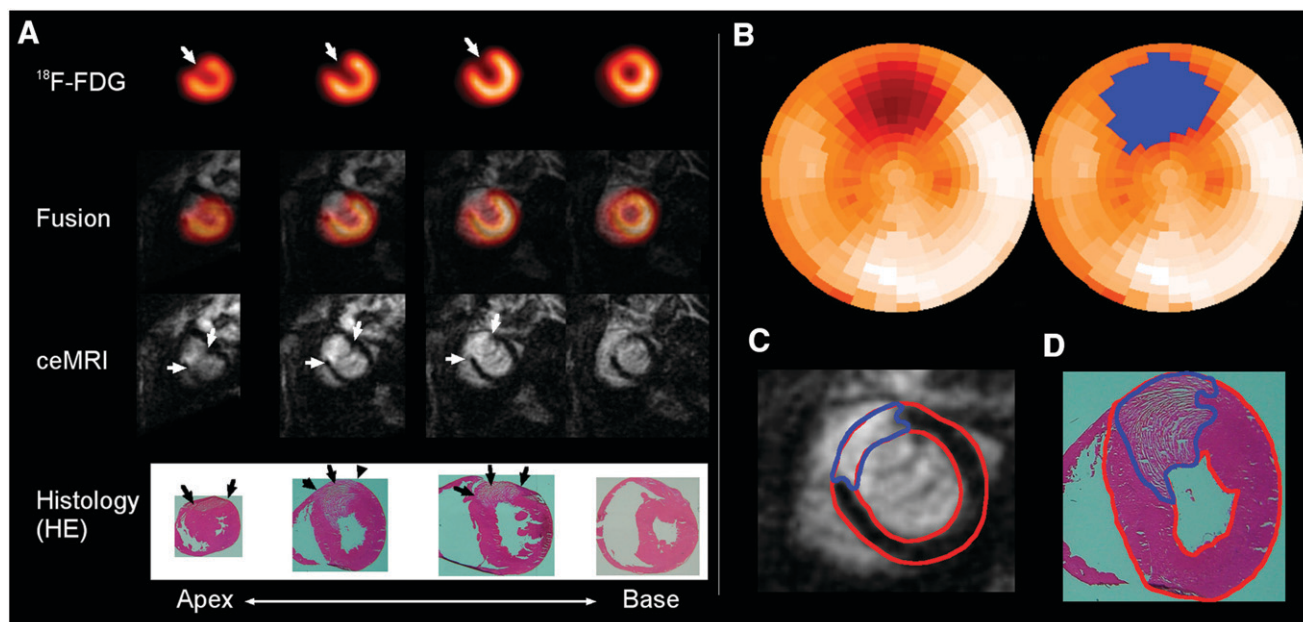 A
¹⁸F-FDG
Fusion
ceMRI
Histology
(HE)
Apex
Base
B
C
D